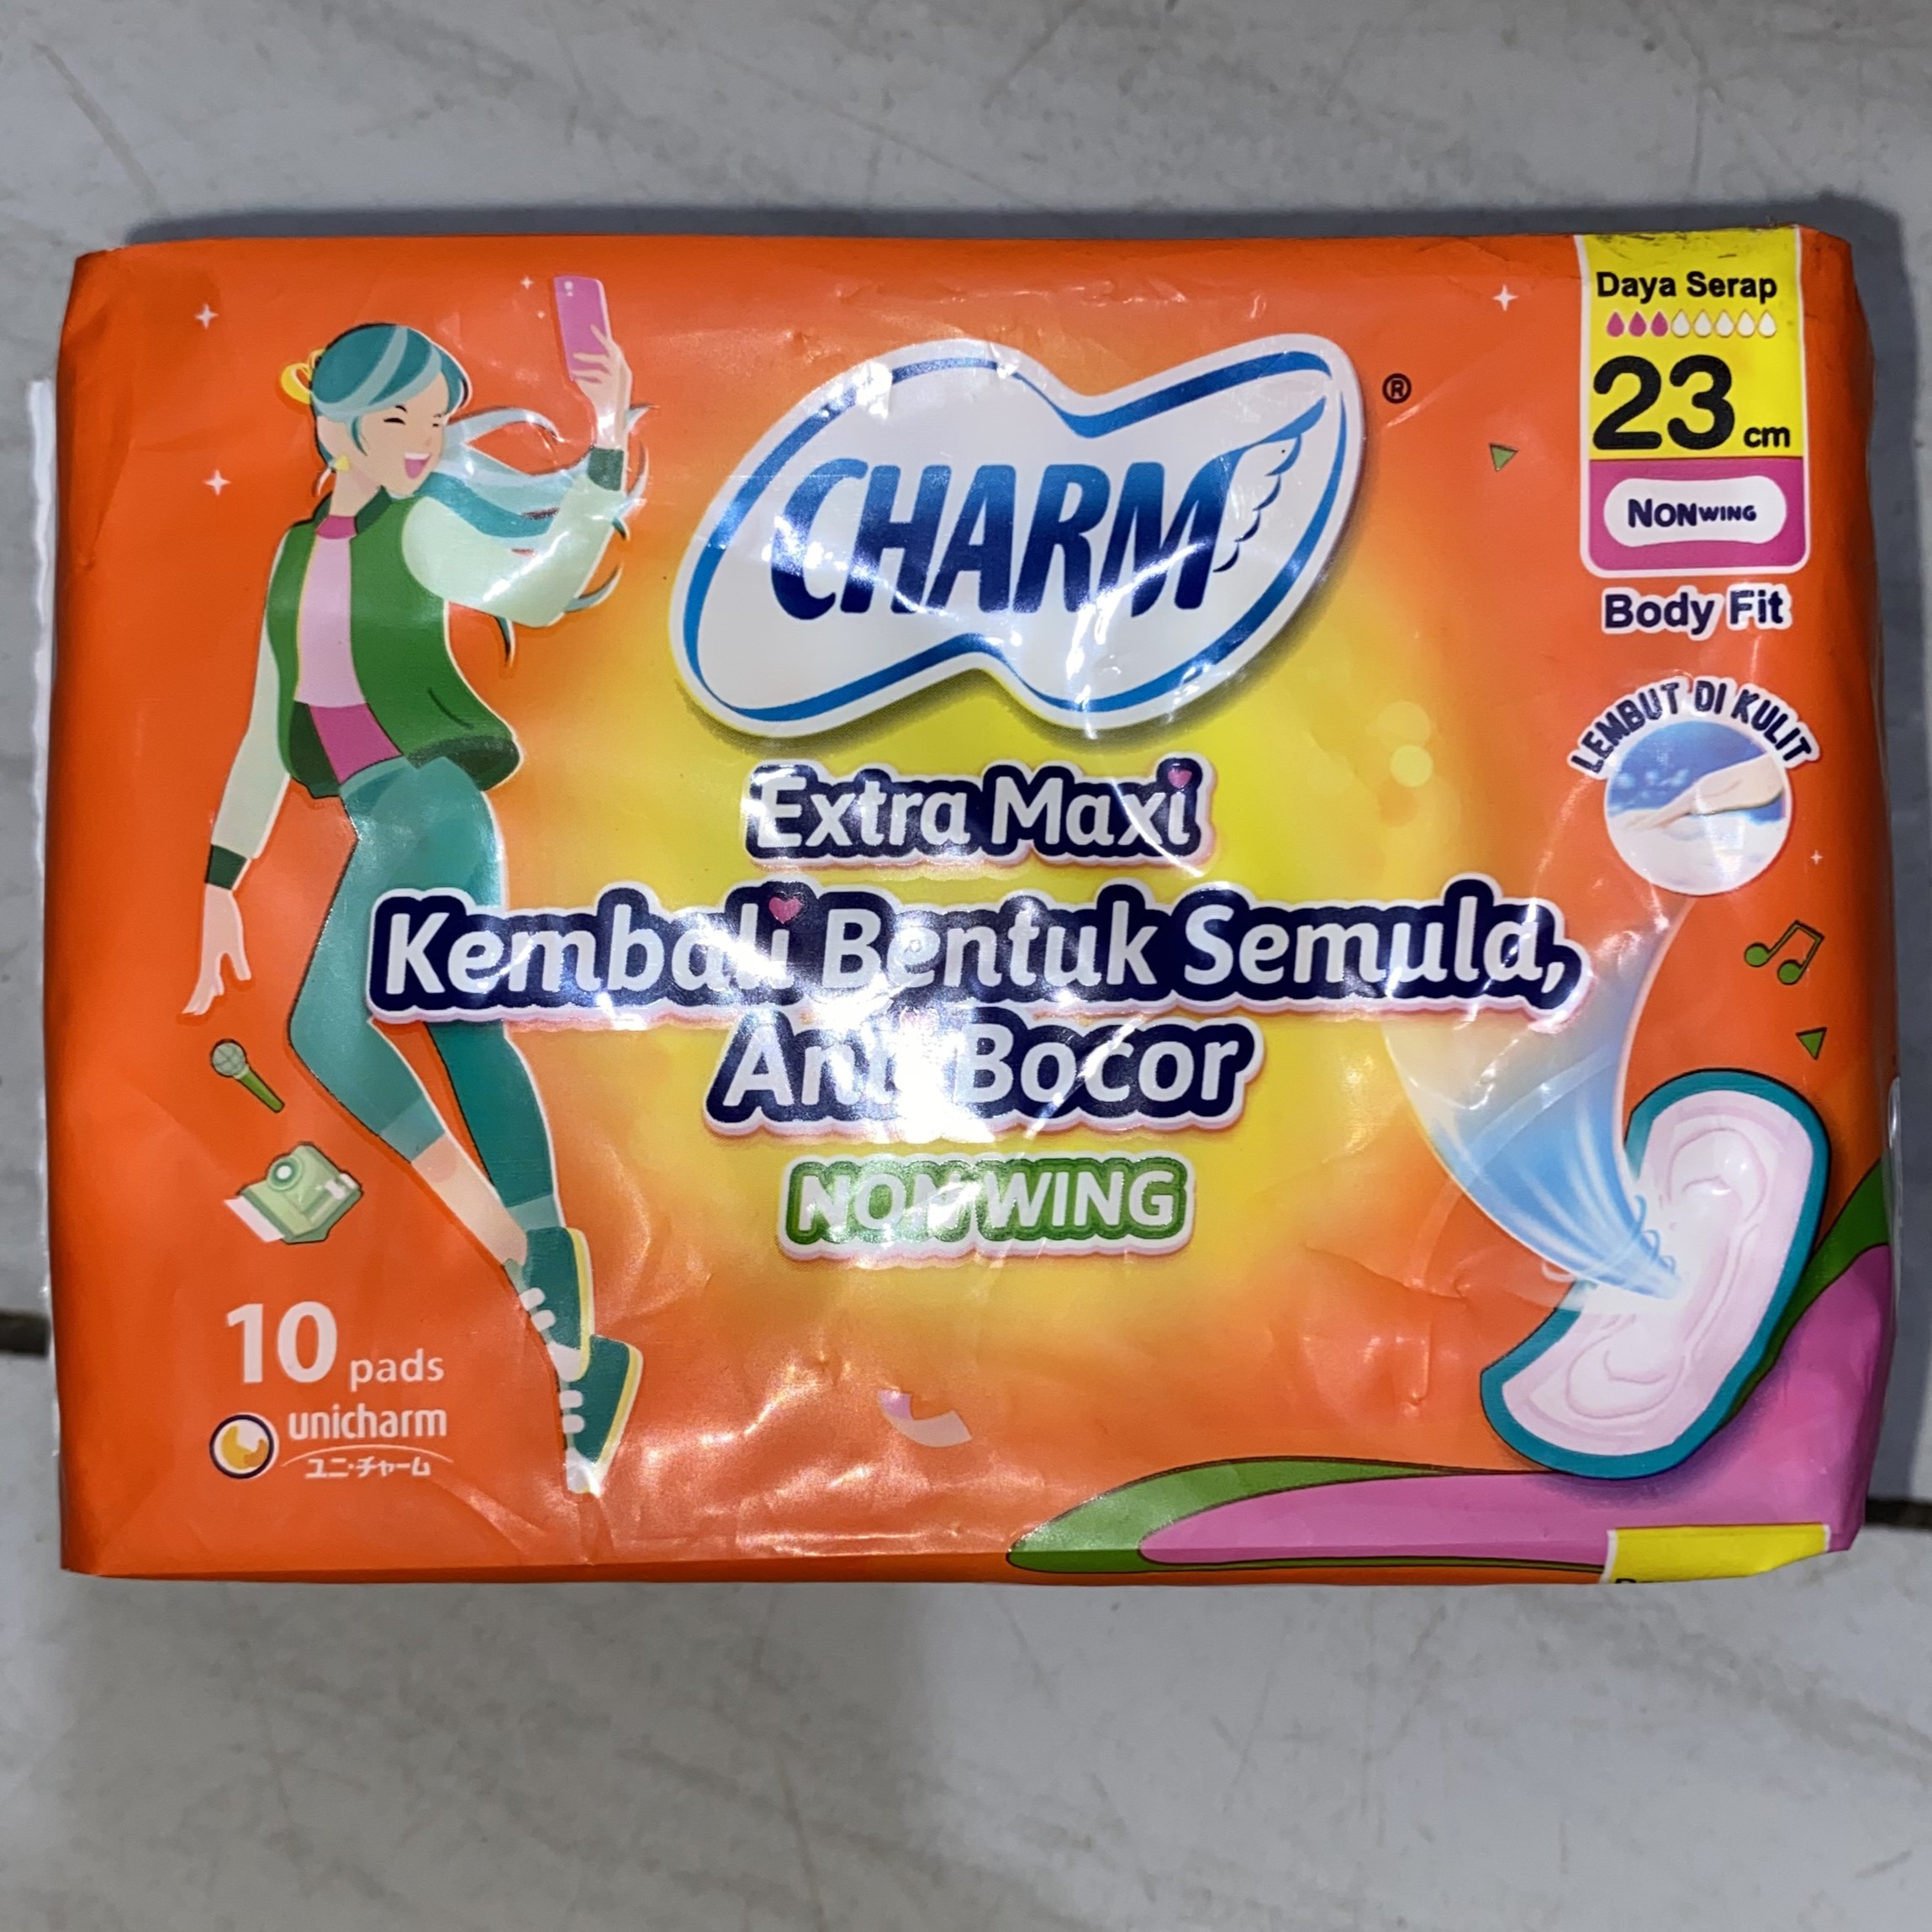 CHARM
®
Extra Maxi
Kembali Bentuk Semula,
Anti Bocor
NON WING
10 pads
unicharm
ユニ・チャーム
Daya Serap
23 cm
NONWING
Body Fit
LEMBUT DI KULIT